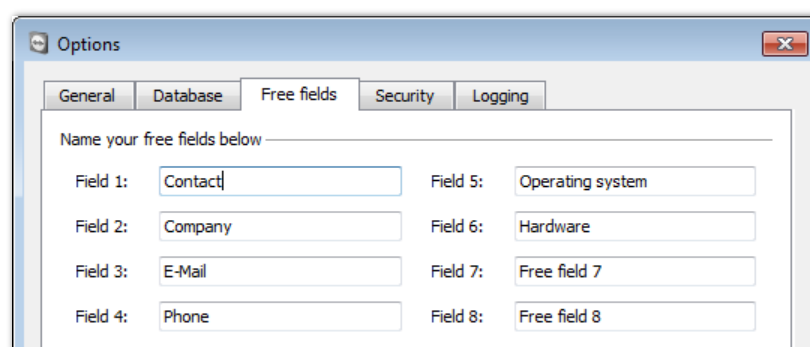 Options
General Database Free fields Security Logging
Name your free fields below
Field 1: Contact Field 5: Operating system
Field 2: Company Field 6: Hardware
Field 3: E-Mail Field 7: Free field 7
Field 4: Phone Field 8: Free field 8